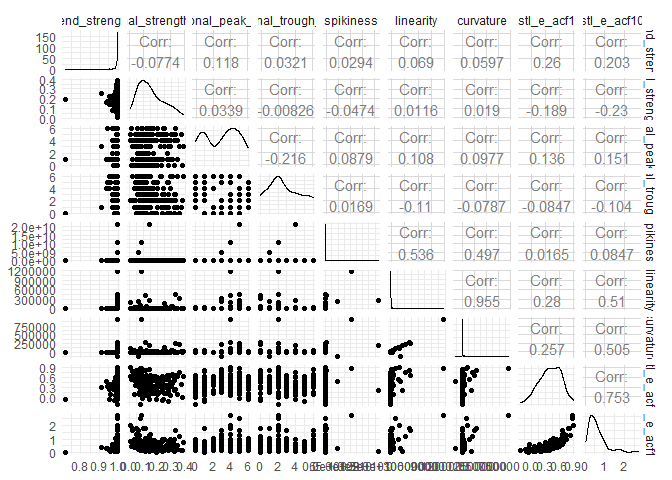 end_streng al_strength onal_peak_ nal_trough_ spikiness linearity curvature stl_e_acf1 stl_e_acf10
150 Corr: Corr: Corr: Corr: Corr: Corr: Corr: Corr:
100
50 -0.0774 0.118 0.0321 0.0294 0.069 0.0597 0.26 0.203
0
0.4 Corr: Corr: Corr: Corr: Corr: Corr: Corr:
0.3
0.2
0.1 0.0339 -0.00826 -0.0474 0.0116 0.019 -0.189 -0.23
0.0
6 Corr: Corr: Corr: Corr: Corr: Corr:
4
2 -0.216 0.0879 0.108 0.0977 0.136 0.151
0
6 Corr: Corr: Corr: Corr: Corr:
4
2 0.0169 -0.11 -0.0787 -0.0847 -0.104
0
2.0e+10 Corr: Corr: Corr: Corr:
1.5e+10
1.0e+10
5.0e+09 0.536 0.497 0.0165 0.0847
0.0e+00
1200000 Corr: Corr: Corr: linearity
900000
600000
300000 0.955 0.28 0.51
0
750000 Corr: Corr:
500000
250000 0.257 0.505
0
0.9 Corr:
0.6
0.3 0.753
0.0
2
1
0
0.8 0.9 1.0 0.0 0.1 0.2 0.3 0.4 0 2 4 6 0 2 4 6 1 2